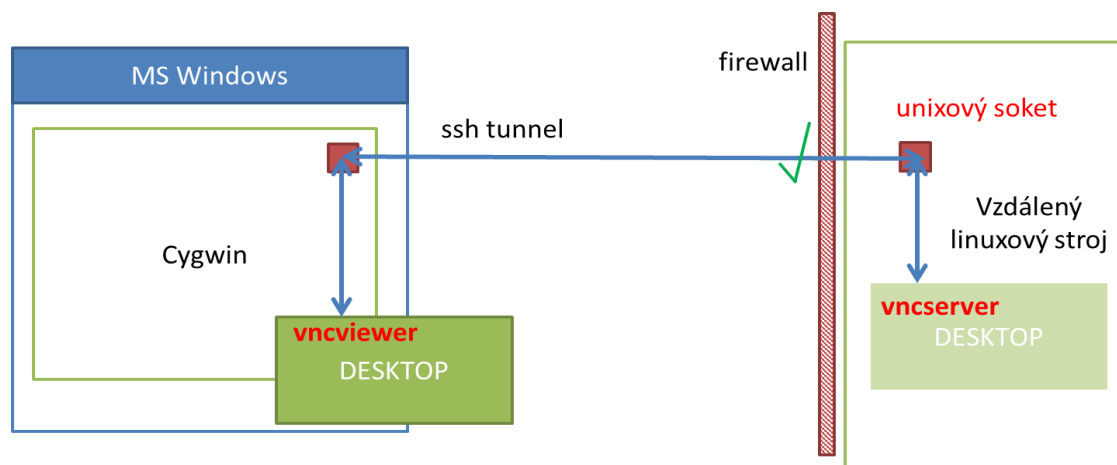 MS Windows
firewall
unixový soket
ssh tunnel
Cygwin
Vzdálený
linuxový stroj
vncviewer
DESKTOP
vncserver
DESKTOP